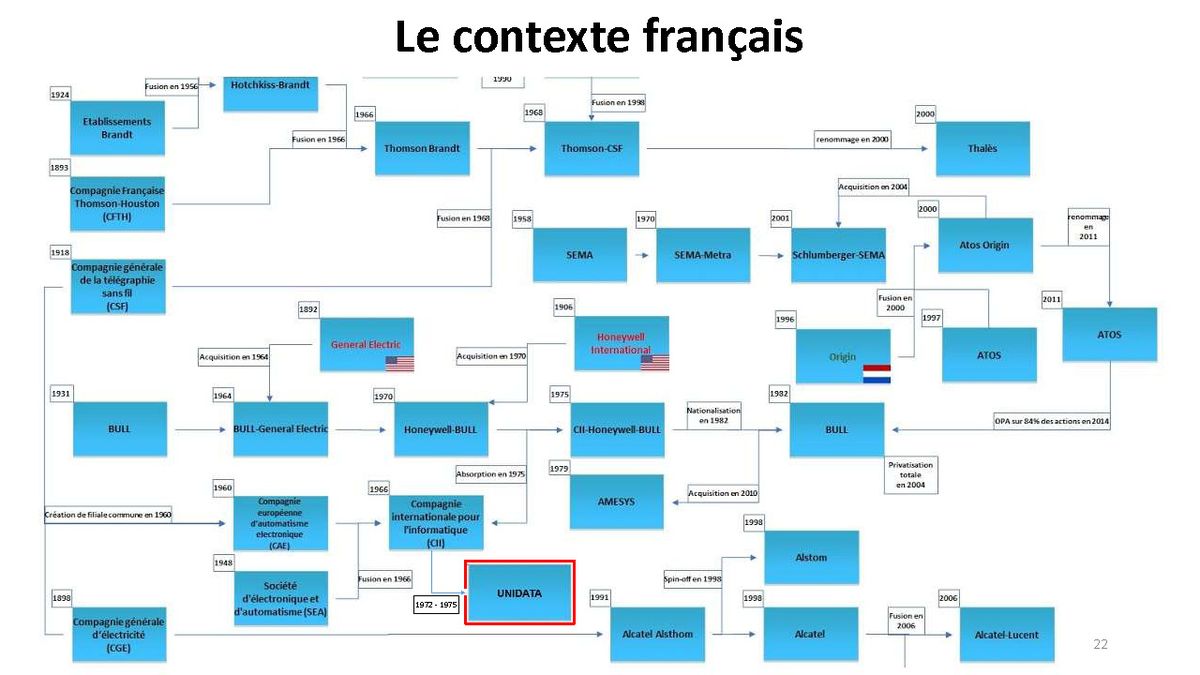 Le contexte français
1990
Fusion en 1956
Hotchkiss-Brandt
1924
Etablissements
Brandt
Fusion en 1966
1966
Thomson Brandt
1968
Fusion en 1998
Thomson-CSF
renommage en 2000
2000
Thalès
1893
Compagnie Française
Thomson-Houston
(CFTH)
Fusion en 1968
Acquisition en 2004
1958
SEMA
1970
SEMA-Metra
2001
Schlumberger-SEMA
2000
Atos Origin
renommage
en
2011
1918
Compagnie générale
de la télégraphie
sans fil
(CSF)
1892
General Electric
Acquisition en 1964
1906
Honeywell
International
Acquisition en 1970
Fusion en
2000
1996
Origin
1997
ATOS
2011
ATOS
1931
BULL
1964
BULL-General Electric
1970
Honeywell-BULL
1975
CII-Honeywell-BULL
Nationalisation
en 1982
1982
BULL
OPA sur 84% des actions en 2014
Privatisation
totale
en 2004
Absorption en 1975
1979
AMESYS
Acquisition en 2010
Création de filiale commune en 1960
1960
Compagnie
européenne
d'automatisme
electronique
(CAE)
1966
Compagnie
internationale pour
l'informatique
(CII)
1948
Société
d'électronique et
d'automatisme (SEA)
Fusion en 1966
1972 - 1975
UNIDATA
1998
Alstom
Spin-off en 1998
1898
Compagnie générale
d'électricité
(CGE)
1991
Alcatel Alsthom
1998
Alcatel
Fusion en
2006
2006
Alcatel-Lucent
22